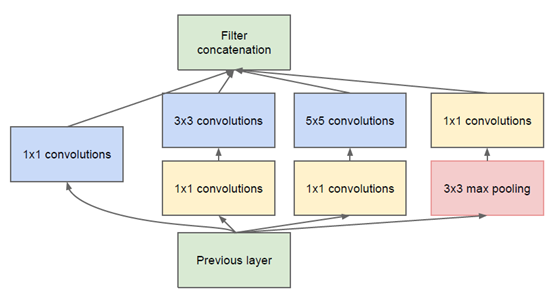 Filter
concatenation
3x3 convolutions
5x5 convolutions
1x1 convolutions
1x1 convolutions
1x1 convolutions
1x1 convolutions
3x3 max pooling
Previous layer